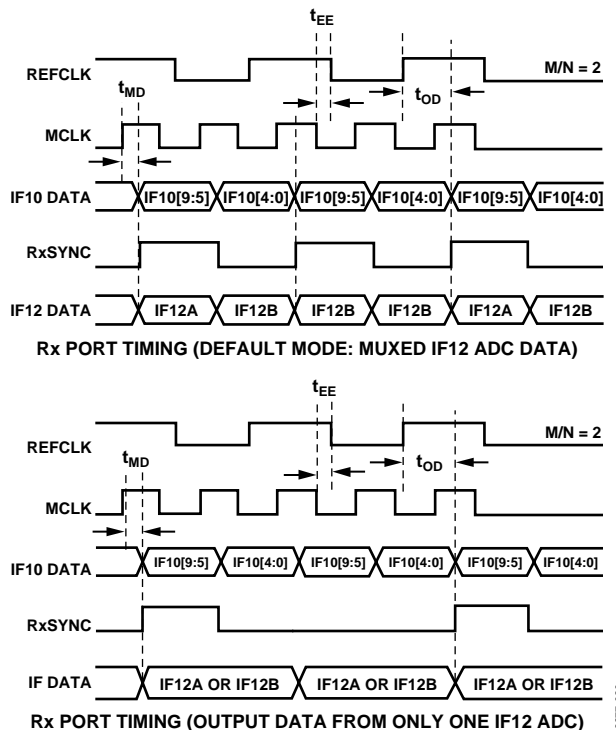 tEE
REFCLK
M/N = 2
tMD
tOD
MCLK
IF10 DATA IF10[9:5] IF10[4:0] IF10[9:5] IF10[4:0] IF10[9:5] IF10[4:0]
RxSYNC
IF12 DATA IF12A IF12B IF12B IF12B IF12A IF12B
Rx PORT TIMING (DEFAULT MODE: MUXED IF12 ADC DATA)
tEE
REFCLK
M/N = 2
tMD
tOD
MCLK
IF10 DATA IF10[9:5] IF10[4:0] IF10[9:5] IF10[4:0] IF10[9:5] IF10[4:0]
RxSYNC
IF DATA IF12A OR IF12B IF12A OR IF12B IF12A OR IF12B
Rx PORT TIMING (OUTPUT DATA FROM ONLY ONE IF12 ADC)